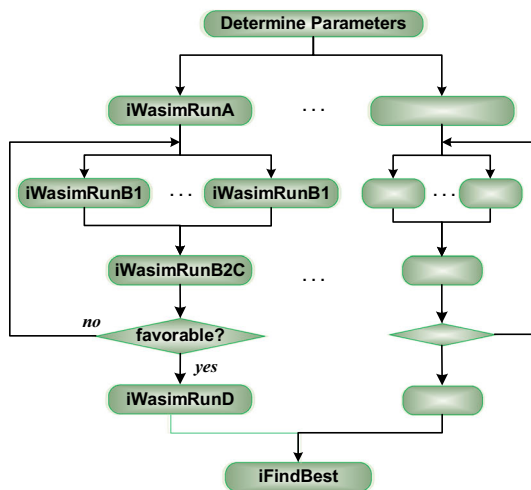 Determine Parameters
iWasimRunA
...
iWasimRunB1
...
iWasimRunB1
...
iWasimRunB2C
...
no
favorable?
yes
iWasimRunD
iFindBest